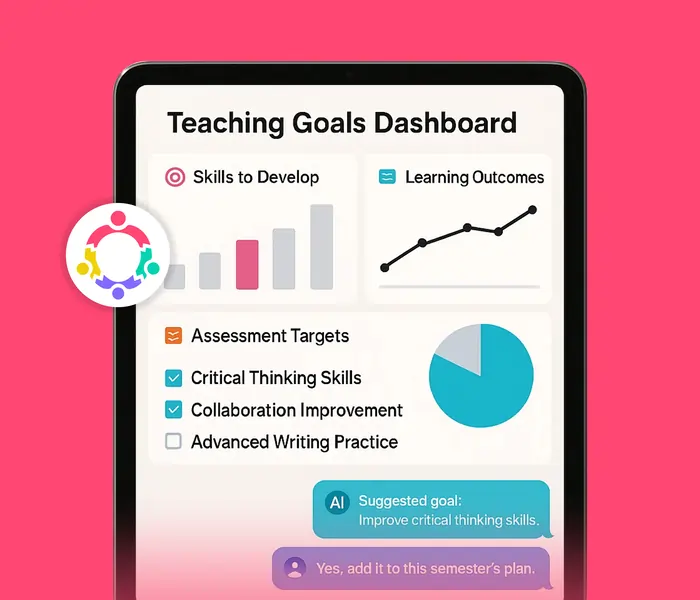 Teaching Goals Dashboard
Skills to Develop
Learning Outcomes
Assessment Targets
Critical Thinking Skills
Collaboration Improvement
Advanced Writing Practice
AI
Suggested goal:
Improve critical thinking skills.
Yes, add it to this semester's plan.